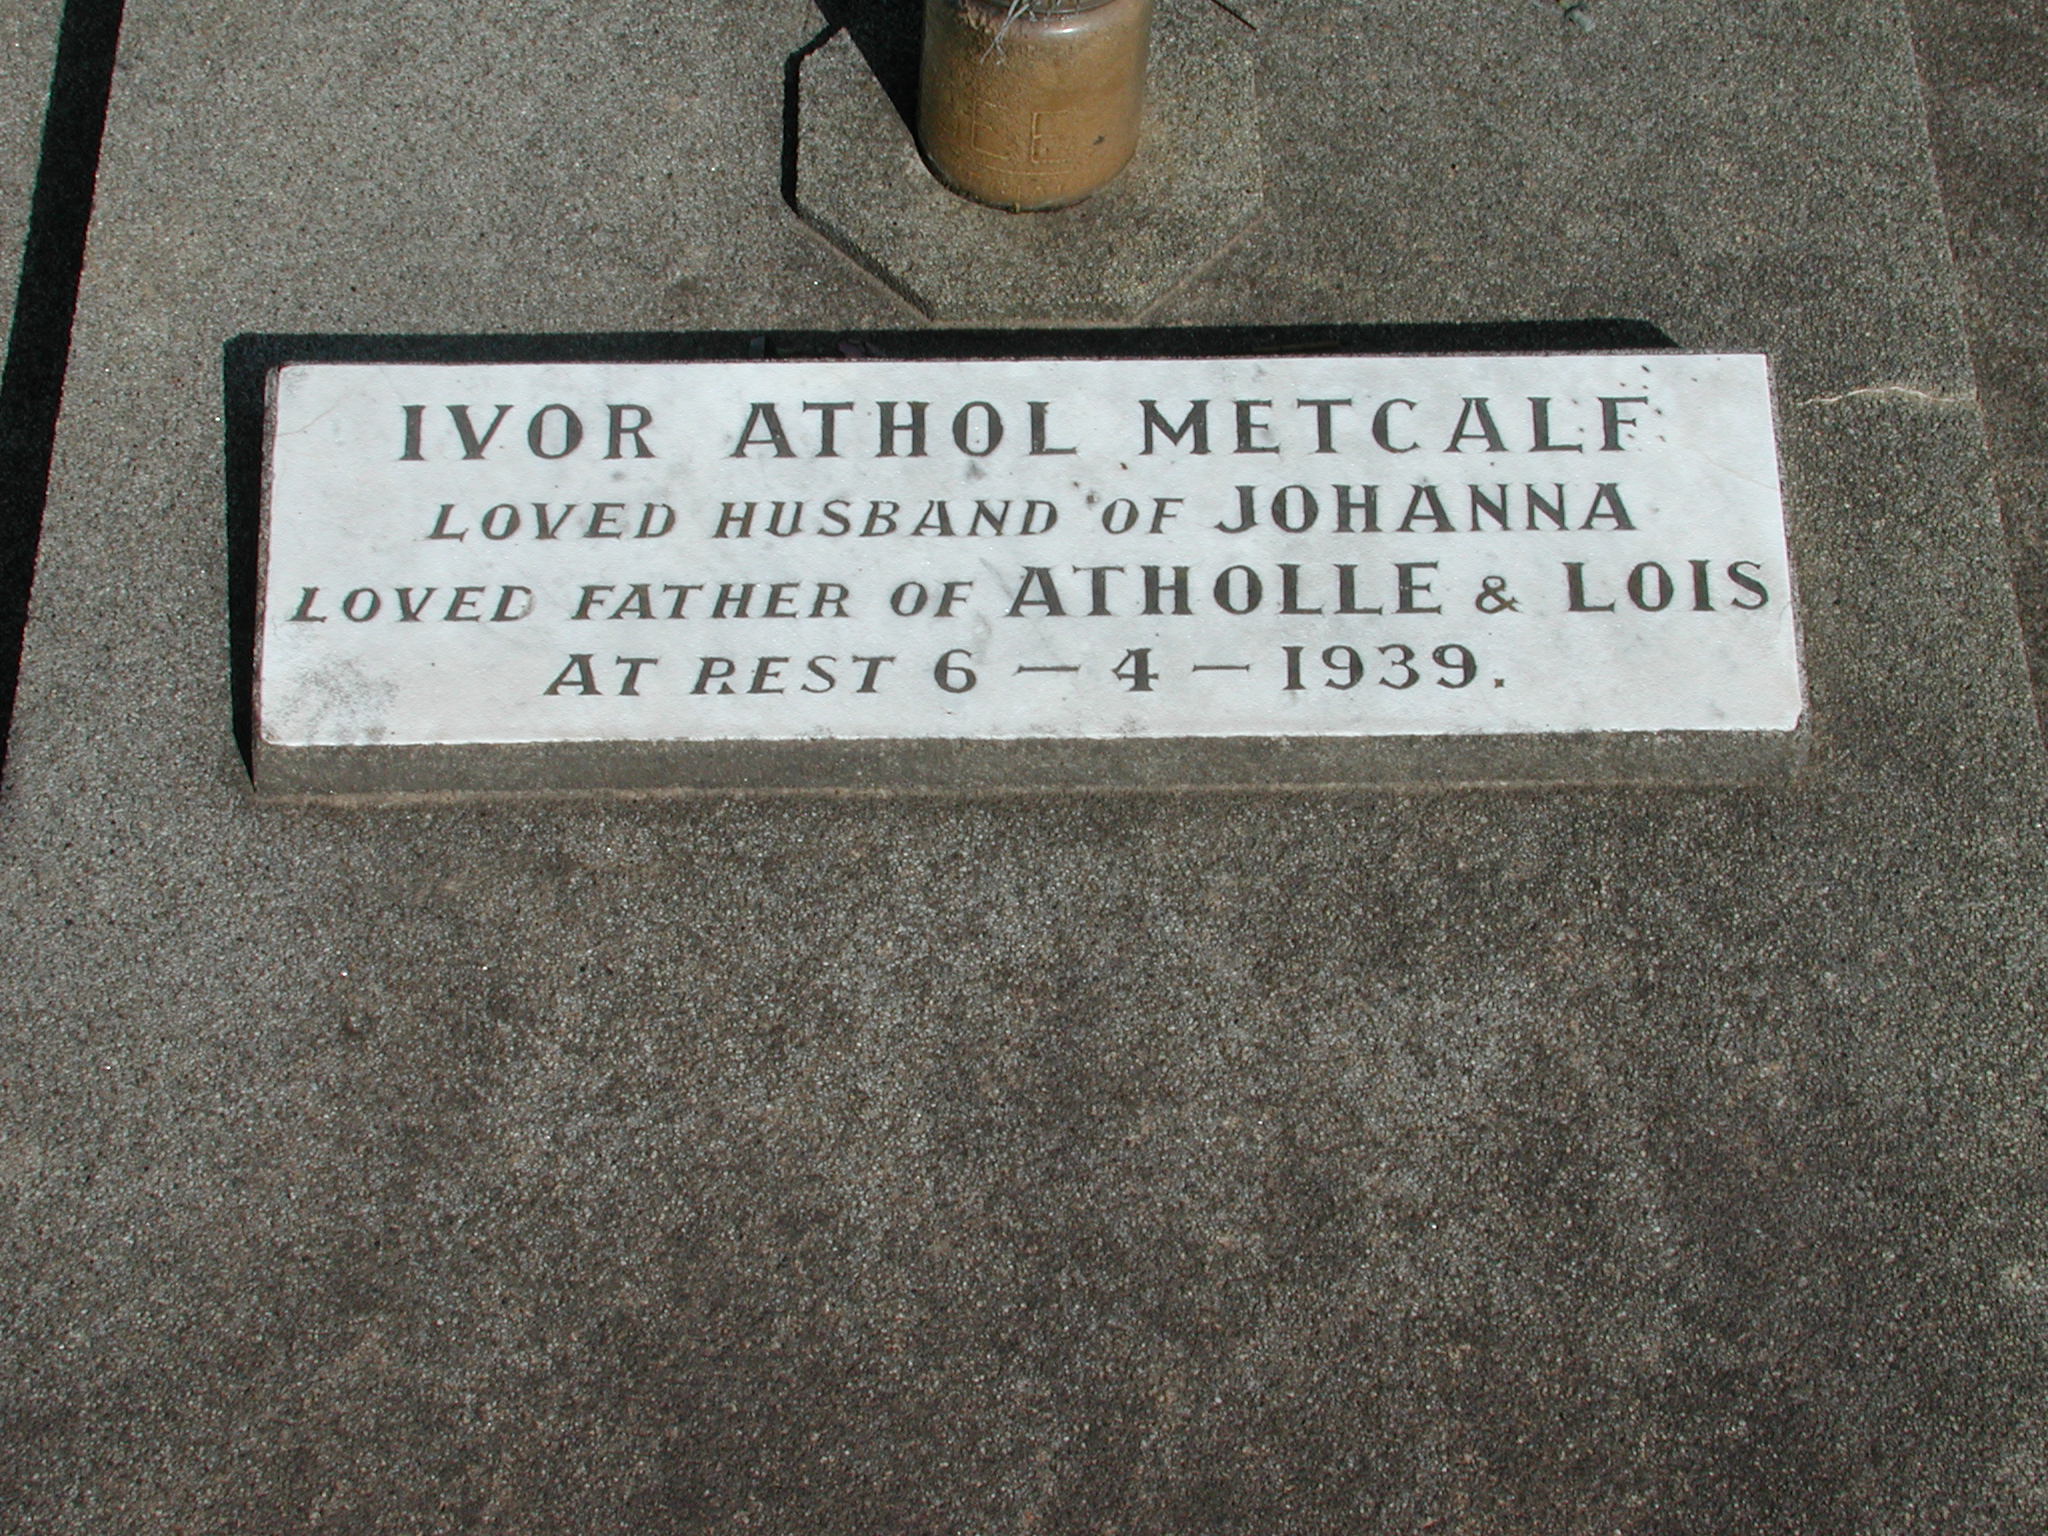 IVOR ATHOL METCALF
LOVED HUSBAND OF JOHANNA
LOVED FATHER OF ATHOLLE & LOIS
AT REST 6 – 4 – 1939.